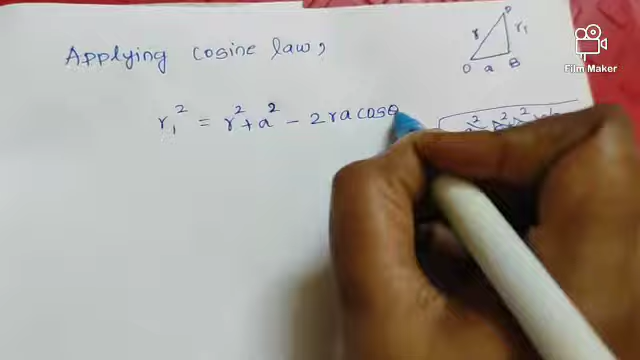 Applying cosine law,
r₁² = r² + a² - 2ra cosθ
P
r
r₁
O
a
B
Film Maker